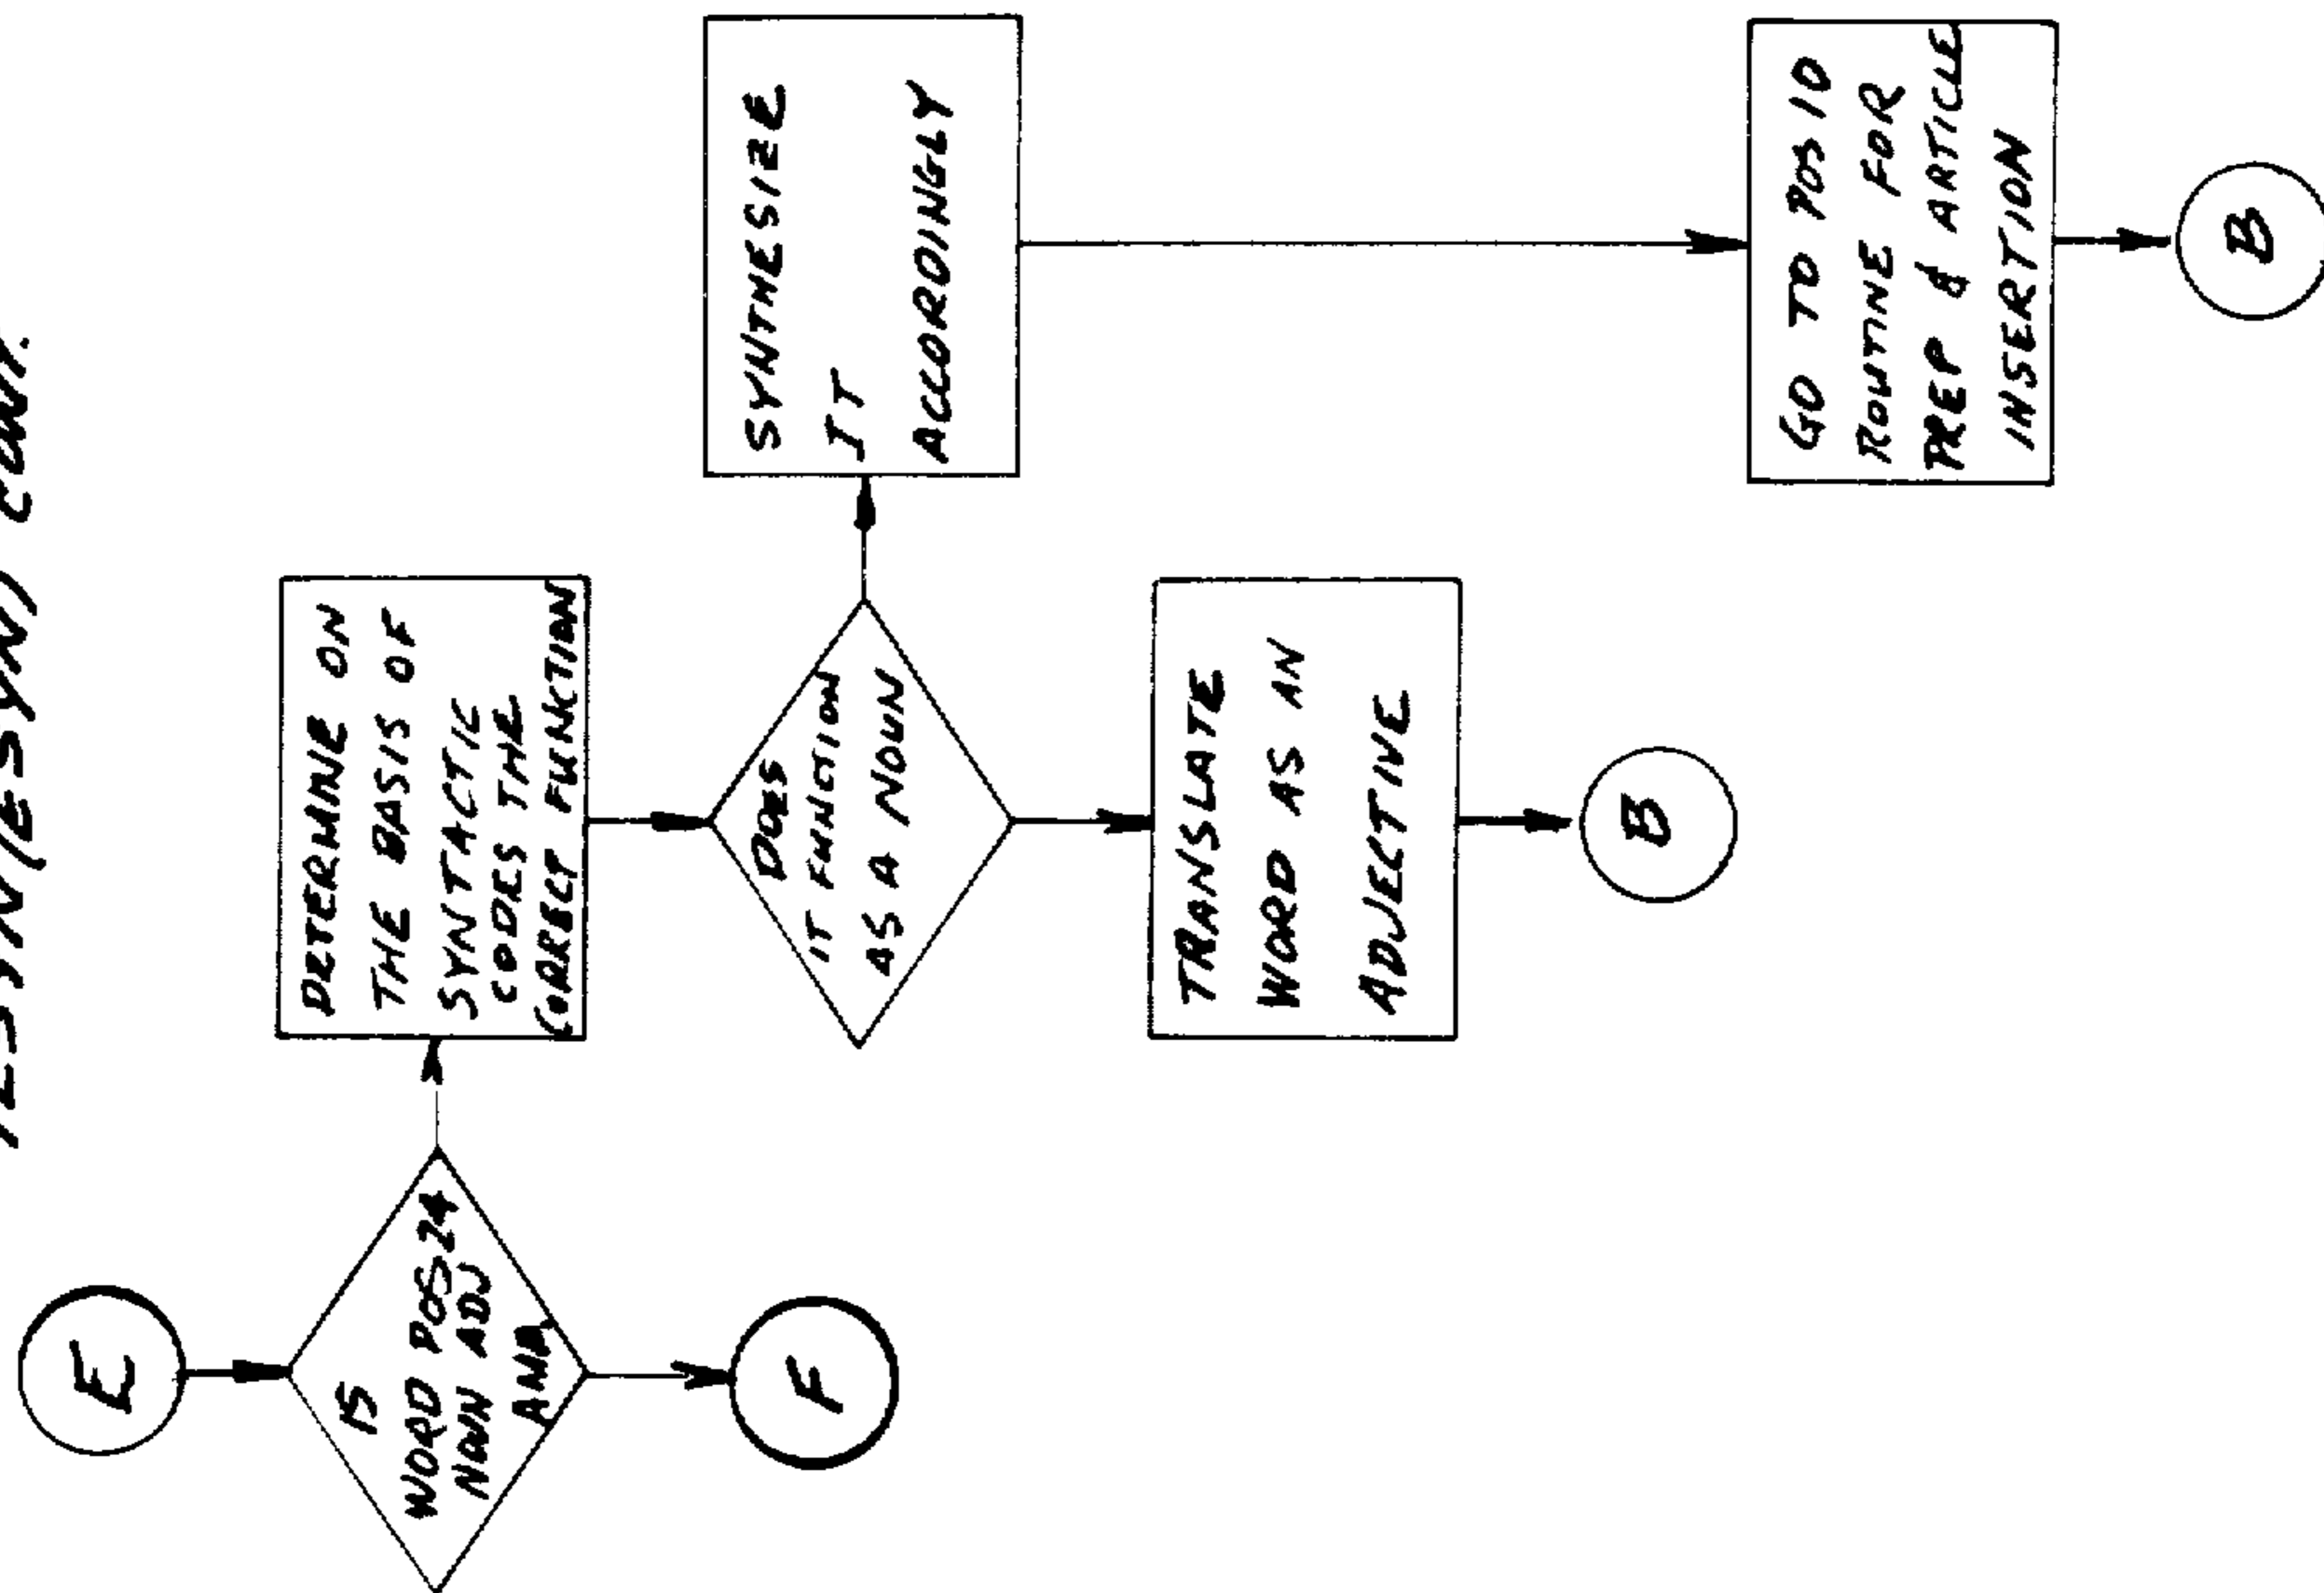 CONT.
E
IS
WORD POS 24
NOUN ADJ
AMB.
F
DETERMINE ON
THE BASIS OF
SYNTACTIC
CODES THE
CORRECT FUNKTION
DOES
IT FUNCTION
AS A NOUN
TRANSLATE
WORD AS AN
ADJECTIVE
B
SYNTHESIZE
IT
ACCORDINGLY
GO TO POS 10
ROUTINE FOR
PREP & ARTICLE
INSERTION
B